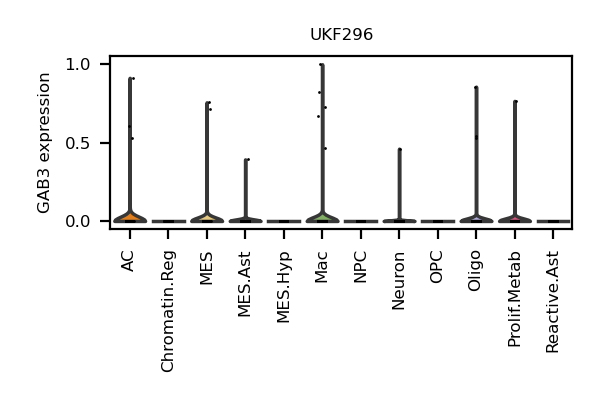 UKF296
GAB3 expression
1.0
0.5
0.0
AC
Chromatin.Reg
MES
MES.Ast
MES.Hyp
Mac
NPC
Neuron
OPC
Oligo
Prolif.Metab
Reactive.Ast